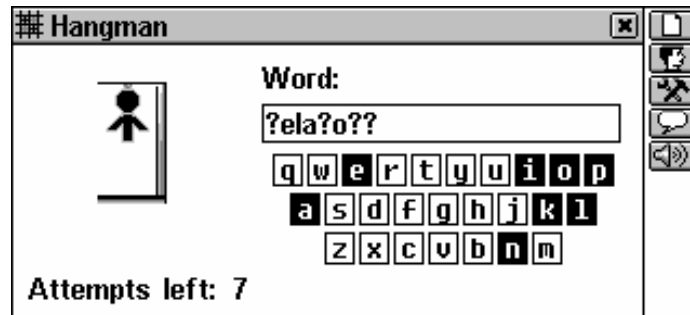 Hangman
Word:
?ela?o??
q w e r t y u i o p
a s d f g h j k l
z x c v b n m
Attempts left: 7